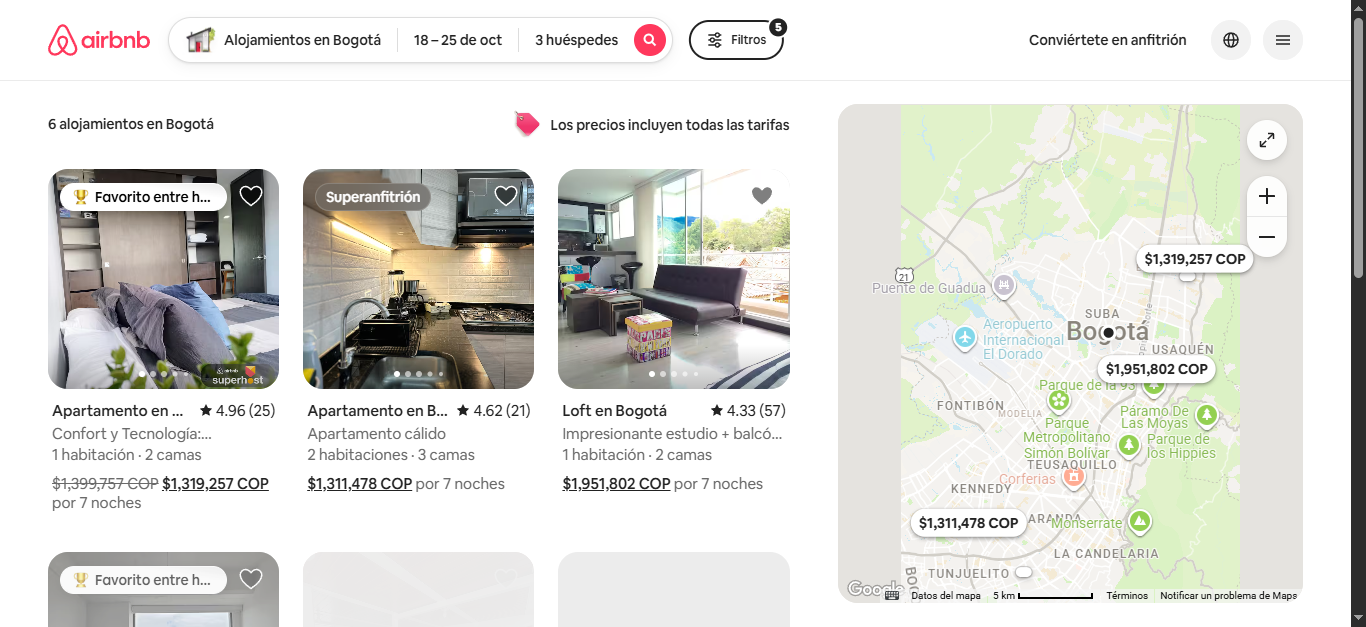 airbnb
Alojamientos en Bogotá
18 – 25 de oct
3 huéspedes
Filtros
5
Conviértete en anfitrión
6 alojamientos en Bogotá
Los precios incluyen todas las tarifas
Favorito entre h...
airbnb
superhost
Apartamento en ...
4.96 (25)
Confort y Tecnología:...
1 habitación · 2 camas
$1,399,757 COP $1,319,257 COP
por 7 noches
Superanfitrión
Apartamento en B...
4.62 (21)
Apartamento cálido
2 habitaciones · 3 camas
$1,311,478 COP por 7 noches
Loft en Bogotá
4.33 (57)
Impresionante estudio + balcó...
1 habitación · 2 camas
$1,951,802 COP por 7 noches
Favorito entre h...
$1,319,257 COP
21
Puente de Guadua
SUBA
Aeropuerto
Internacional
El Dorado
Bogotá
USAQUÉN
$1,951,802 COP
Parque de la 93
FONTIBÓN
MODELIA
Parque
Metropolitano
Simón Bolívar
Páramo De
Las Moyas
Parque de
los Hippies
TEUSAQUILLO
Corferias
KENNEDY
$1,311,478 COP
ARANDA
Monserrate
LA CANDELARIA
TUNJUELITO
Google
Datos del mapa
5 km
Términos
Notificar un problema de Maps